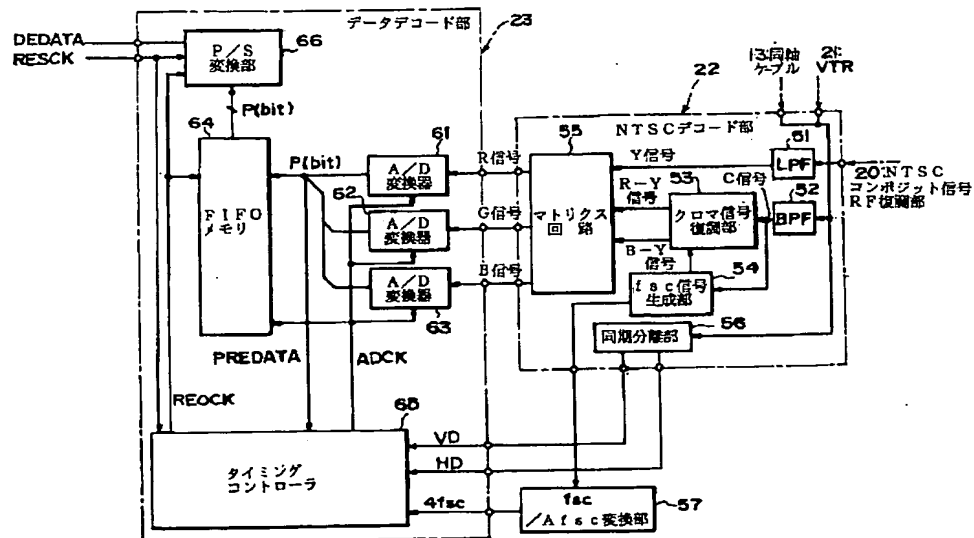 データデコード部
23
DEDATA
RESCK
P／S
変換部
66
P(bit)
64
FIFO
メモリ
P(bit)
61
A／D
変換器
62
A／D
変換器
A／D
変換器
63
PREDATA
ADCK
REOCK
65
タイミング
コントローラ
R信号
G信号
B信号
VD
HD
4fsc
22
NTSCデコード部
55
マトリクス
回路
Y信号
R－Y
信号
B－Y
信号
53
クロマ信号
復調部
C信号
51
LPF
52
BPF
54
fsc信号
生成部
56
同期分離部
13:同軸
ケーブル
21:
VTR
20:NTSC
コンポジット信号
RF復調部
fsc
／Afsc変換部
57